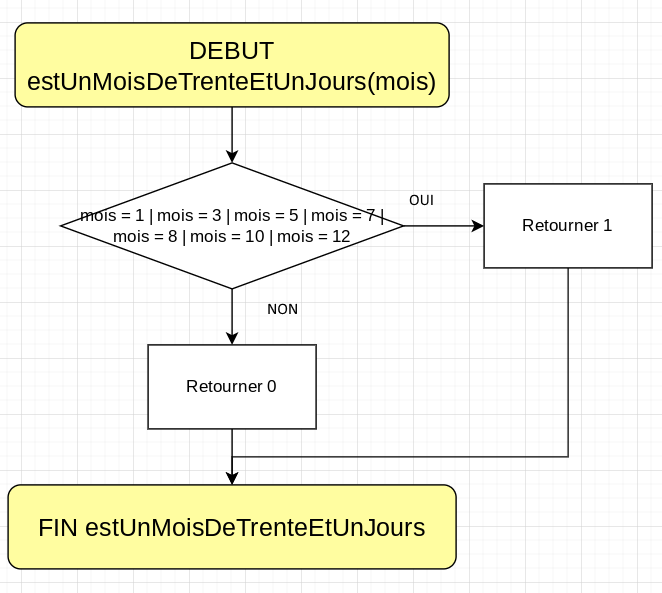 DEBUT
estUnMoisDeTrenteEtUnJours(mois)
mois = 1 | mois = 3 | mois = 5 | mois = 7 |
mois = 8 | mois = 10 | mois = 12
OUI
Retourner 1
NON
Retourner 0
FIN estUnMoisDeTrenteEtUnJours